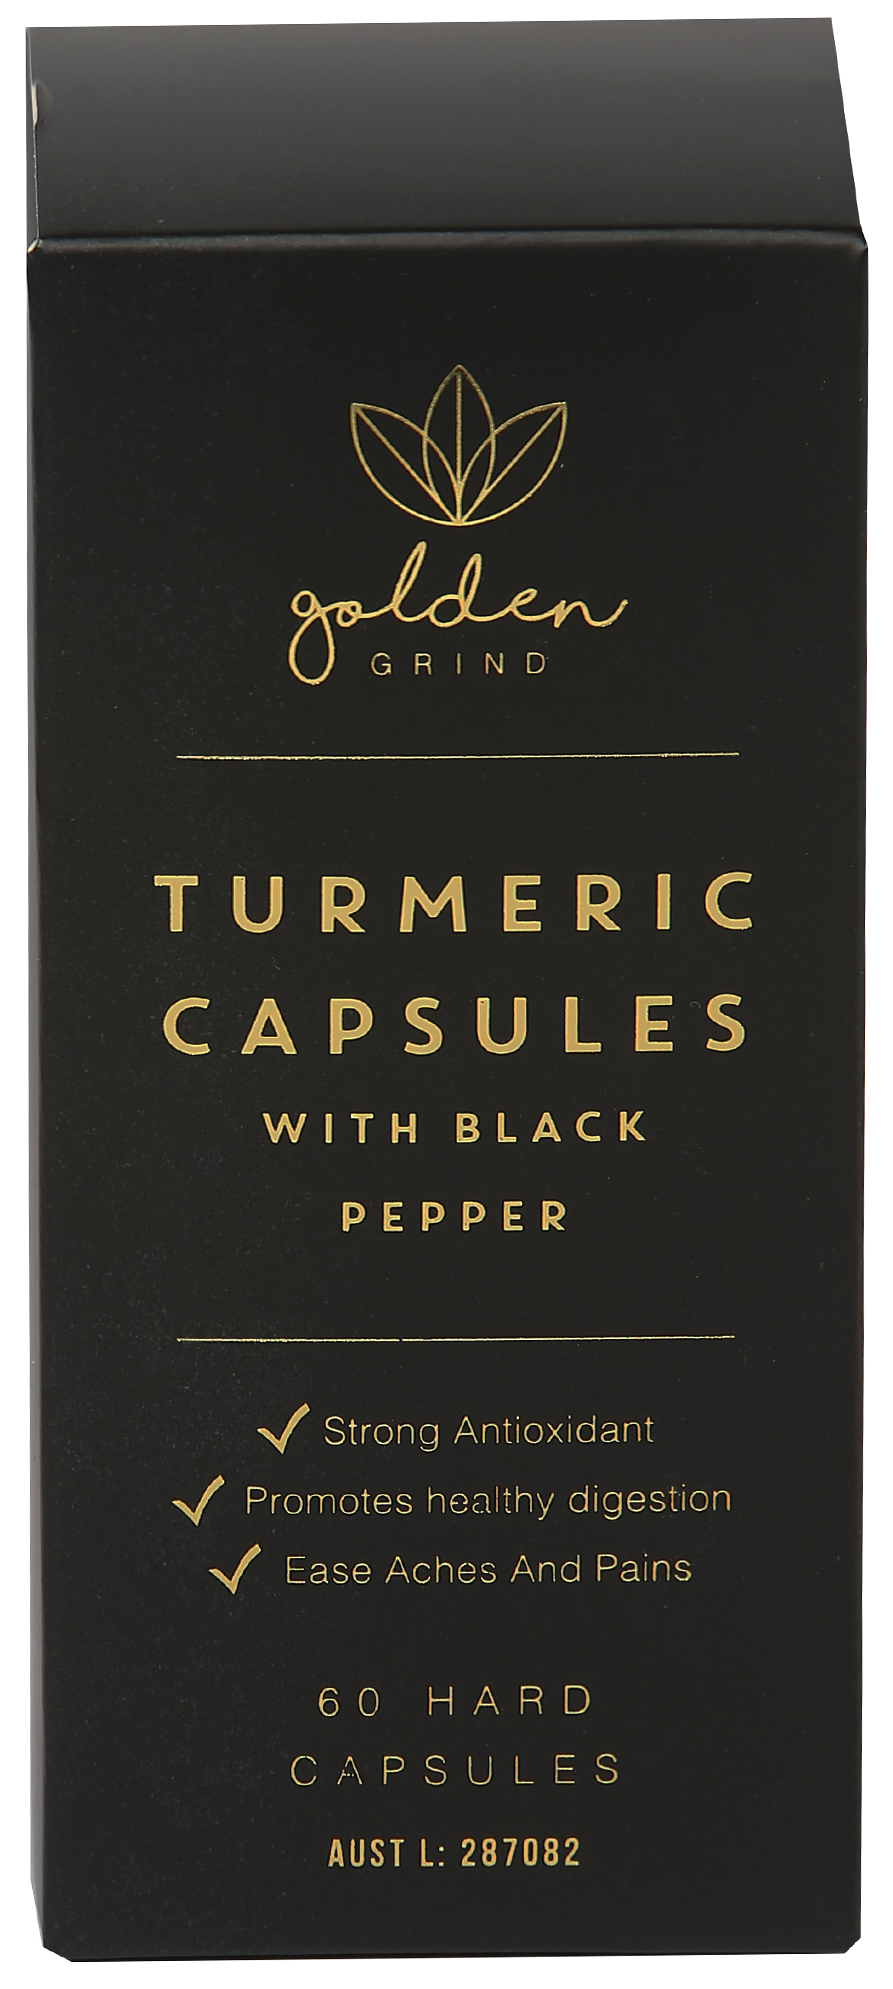 golden
GRIND
TURMERIC
CAPSULES
WITH BLACK
PEPPER
Strong Antioxidant
Promotes healthy digestion
Ease Aches And Pains
60 HARD
CAPSULES
AUST L: 287082